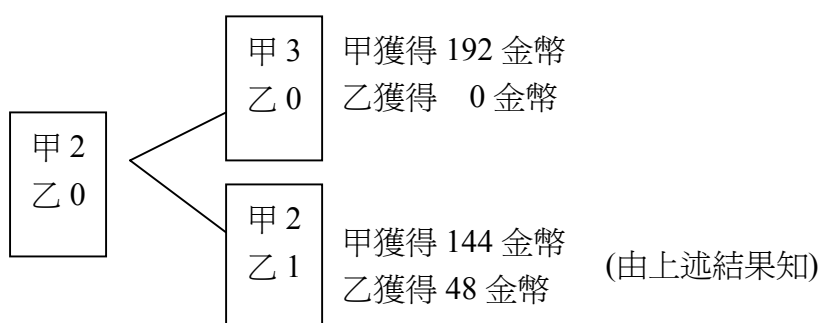 甲 3
乙 0
甲獲得 192 金幣
乙獲得 0 金幣
甲 2
乙 0
甲 2
乙 1
甲獲得 144 金幣
乙獲得 48 金幣
(由上述結果知)